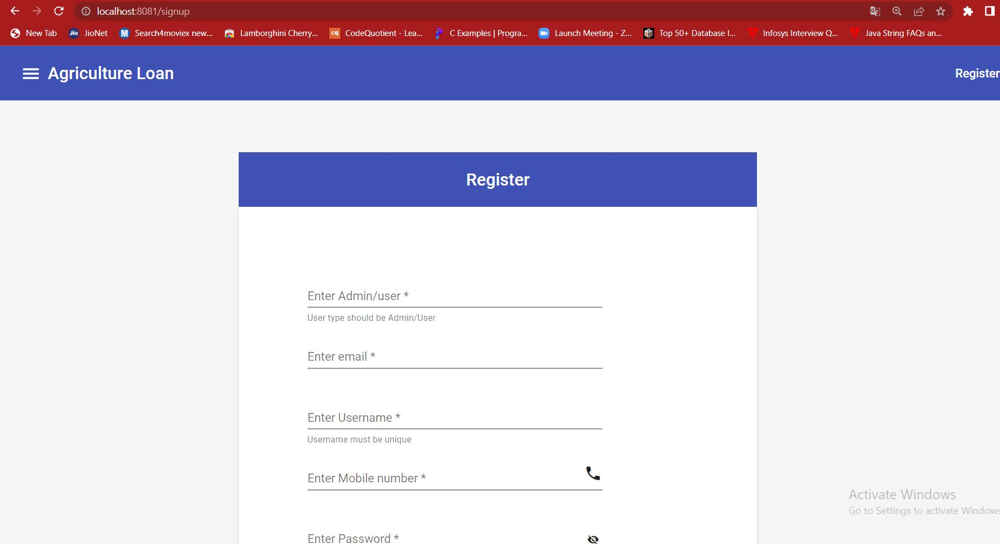 localhost:8081/signup
New Tab JioNet Search4moviex new... Lamborghini Cherry... CodeQuotient - Lea... C Examples | Progra... Launch Meeting - Z... Top 50+ Database I... Infosys Interview Q... Java String FAQs an...
Agriculture Loan Register
Register
Enter Admin/user *
User type should be Admin/User
Enter email *
Enter Username *
Username must be unique
Enter Mobile number *
Enter Password *
Activate Windows
Go to Settings to activate Windows